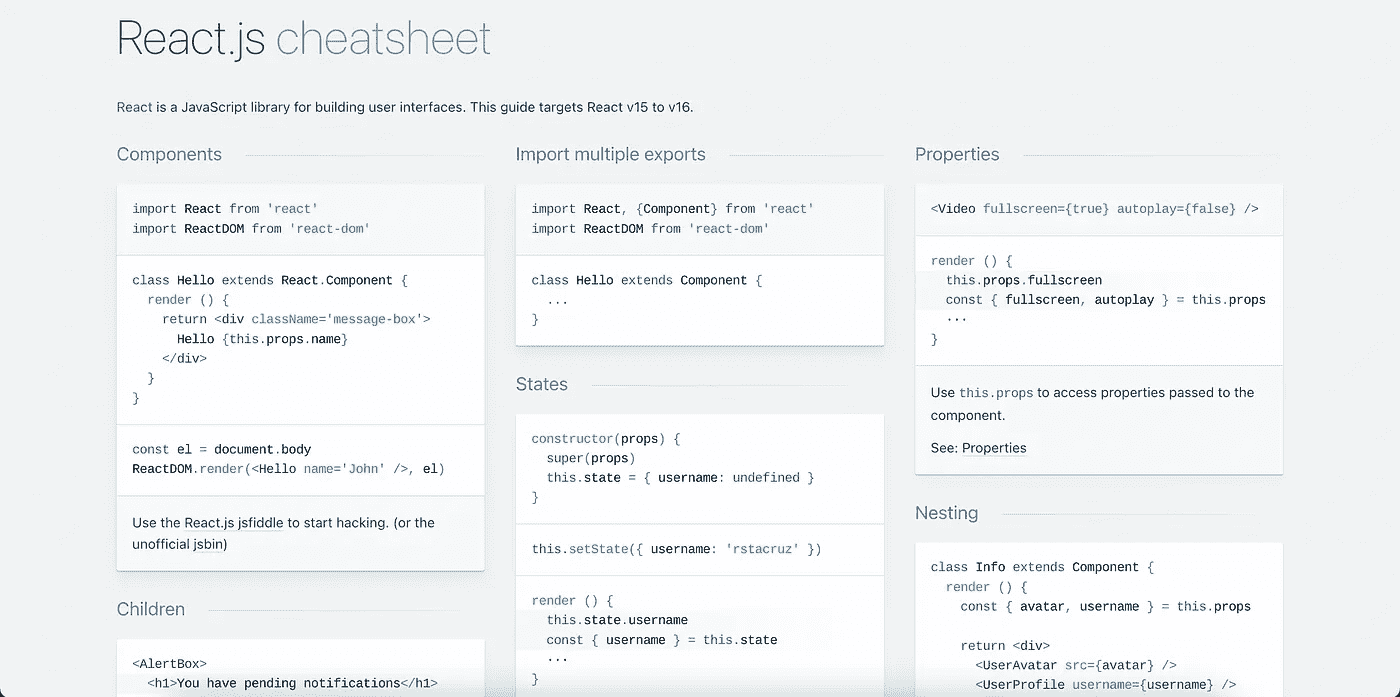 React.js cheatsheet
React is a JavaScript library for building user interfaces. This guide targets React v15 to v16.
Components
import React from 'react'
import ReactDOM from 'react-dom'
class Hello extends React.Component {
render () {
return <div className='message-box'>
Hello {this.props.name}
</div>
}
}
const el = document.body
ReactDOM.render(<Hello name='John' />, el)
Use the React.js jsfiddle to start hacking. (or the
unofficial jsbin)
Children
<AlertBox>
<h1>You have pending notifications</h1>
Import multiple exports
import React, {Component} from 'react'
import ReactDOM from 'react-dom'
class Hello extends Component {
...
}
States
constructor(props) {
super(props)
this.state = { username: undefined }
}
this.setState({ username: 'rstacruz' })
render () {
this.state.username
const { username } = this.state
...
}
Properties
<Video fullscreen={true} autoplay={false} />
render () {
this.props.fullscreen
const { fullscreen, autoplay } = this.props
...
}
Use this.props to access properties passed to the
component.
See: Properties
Nesting
class Info extends Component {
render () {
const { avatar, username } = this.props
return <div>
<UserAvatar src={avatar} />
<UserProfile username={username} />